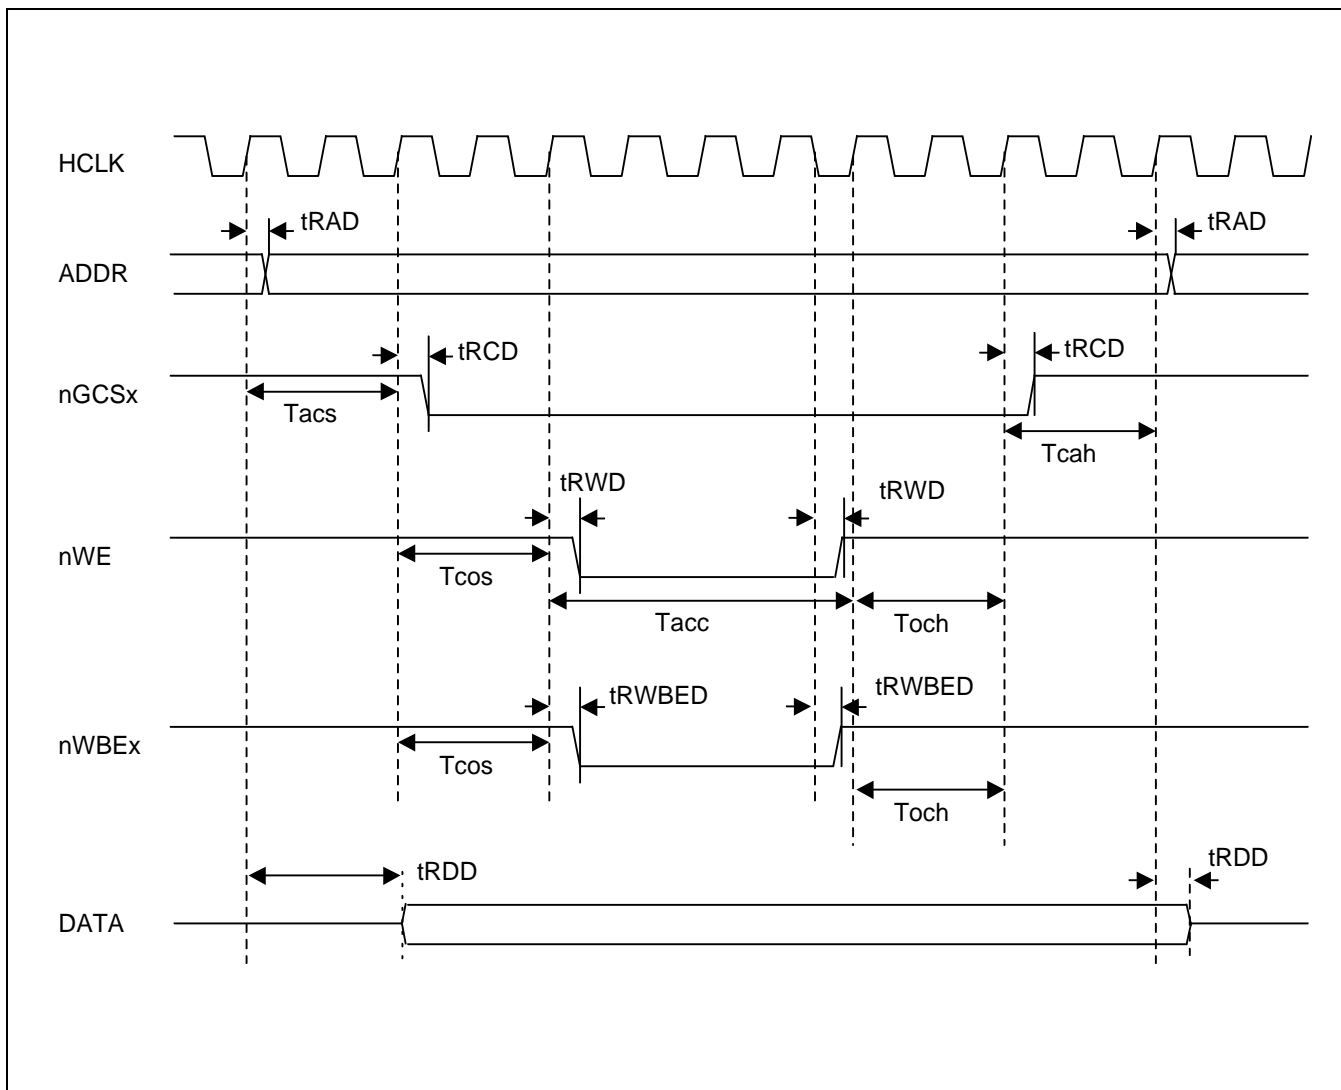 HCLK
tRAD tRAD
ADDR
tRCD tRCD
nGCSx
Tacs
Tcah
tRWD tRWD
nWE
Tcos
Tacc Toch
tRWBED tRWBED
nWBEx
Tcos
Toch
tRDD tRDD
DATA